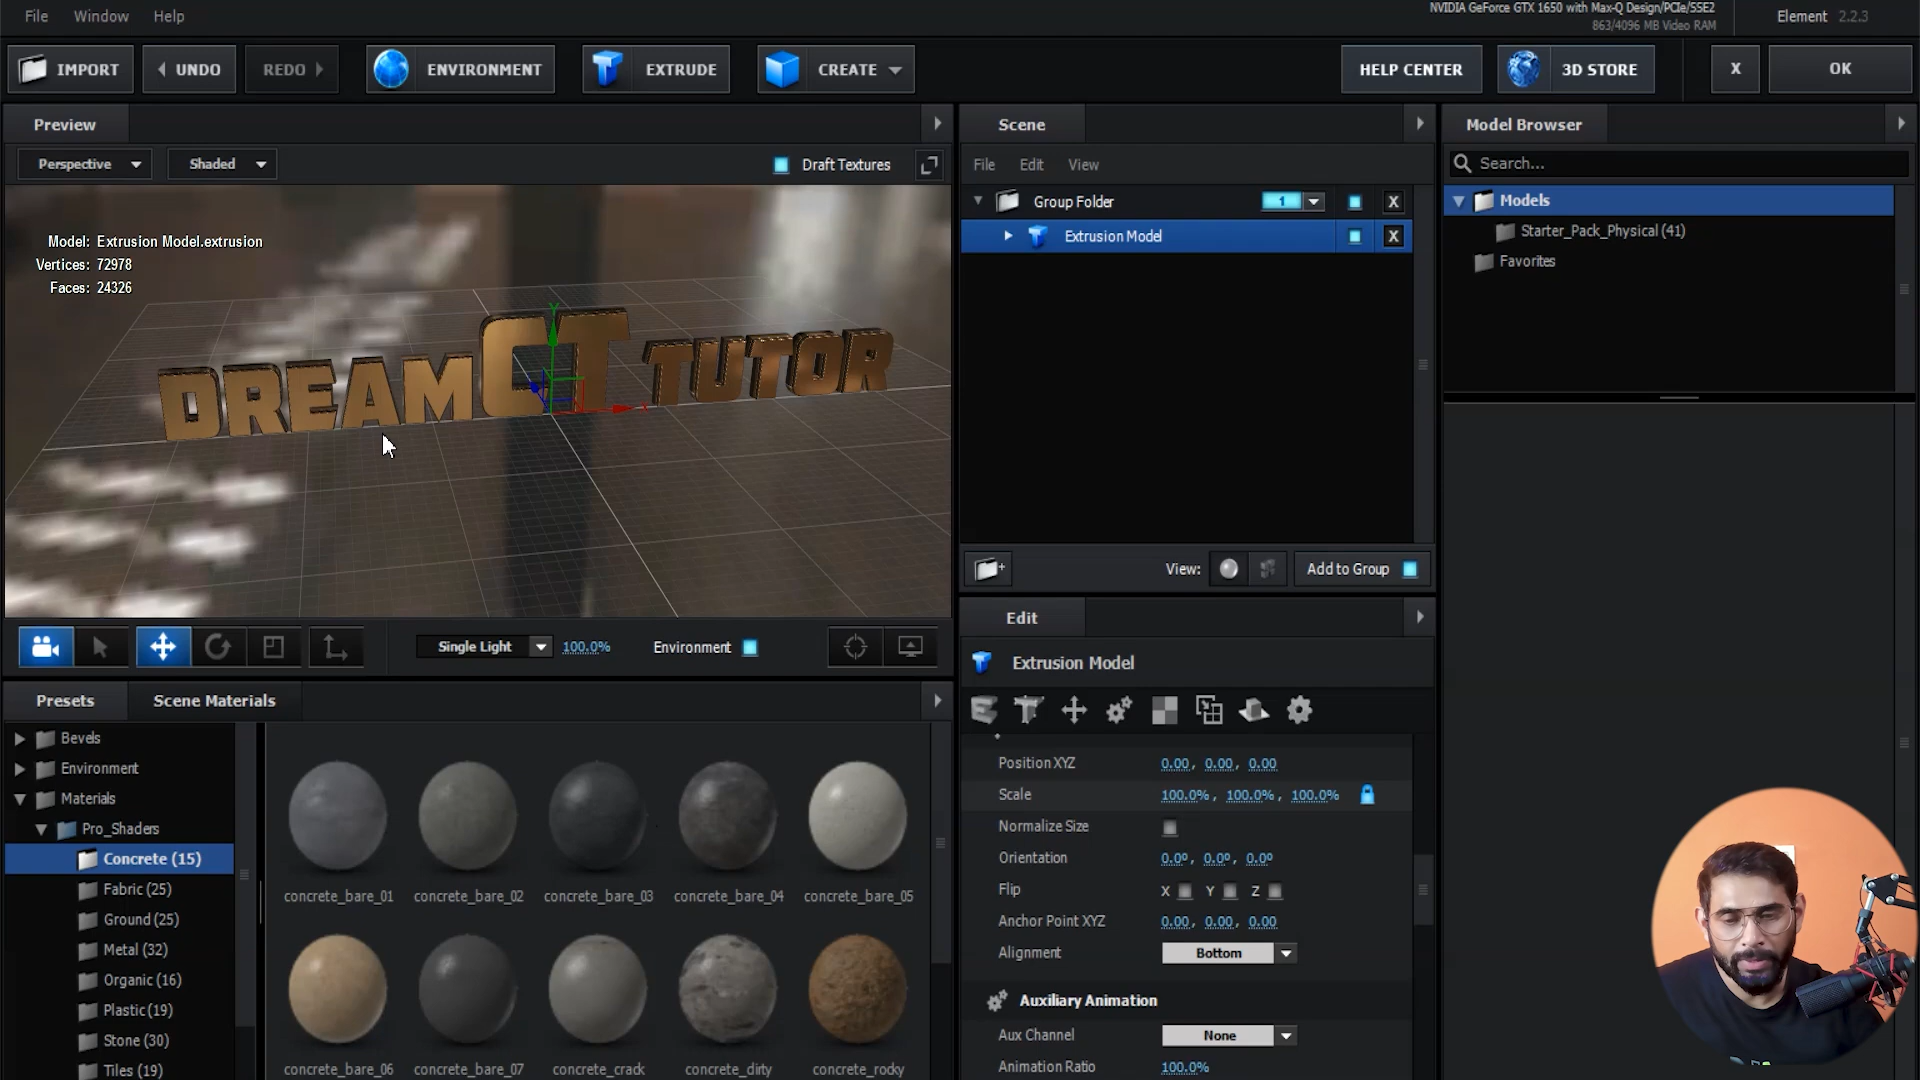 File Window Help
NVIDIA GeForce GTX 1650 with Max-Q Design/PCIe/SSE2
863/4096 MB Video RAM
Element 2.2.3
IMPORT UNDO REDO ENVIRONMENT EXTRUDE CREATE HELP CENTER 3D STORE X OK
Preview
Perspective Shaded Draft Textures
Model: Extrusion Model.extrusion
Vertices: 72978
Faces: 24326
DREAM CT TUTOR
Y
Single Light 100.0% Environment
Scene
File Edit View
Group Folder 1 X
Extrusion Model X
View: Add to Group
Model Browser
Search...
Models
Starter_Pack_Physical (41)
Favorites
Presets Scene Materials
Bevels
Environment
Materials
Pro_Shaders
Concrete (15)
Fabric (25)
Ground (25)
Metal (32)
Organic (16)
Plastic (19)
Stone (30)
Tiles (19)
concrete_bare_01 concrete_bare_02 concrete_bare_03 concrete_bare_04 concrete_bare_05
concrete_bare_06 concrete_bare_07 concrete_crack concrete_dirty concrete_rocky
Edit
Extrusion Model
Position XYZ 0.00, 0.00, 0.00
Scale 100.0%, 100.0%, 100.0%
Normalize Size
Orientation 0.0º, 0.0º, 0.0º
Flip X Y Z
Anchor Point XYZ 0.00, 0.00, 0.00
Alignment Bottom
Auxiliary Animation
Aux Channel None
Animation Ratio 100.0%